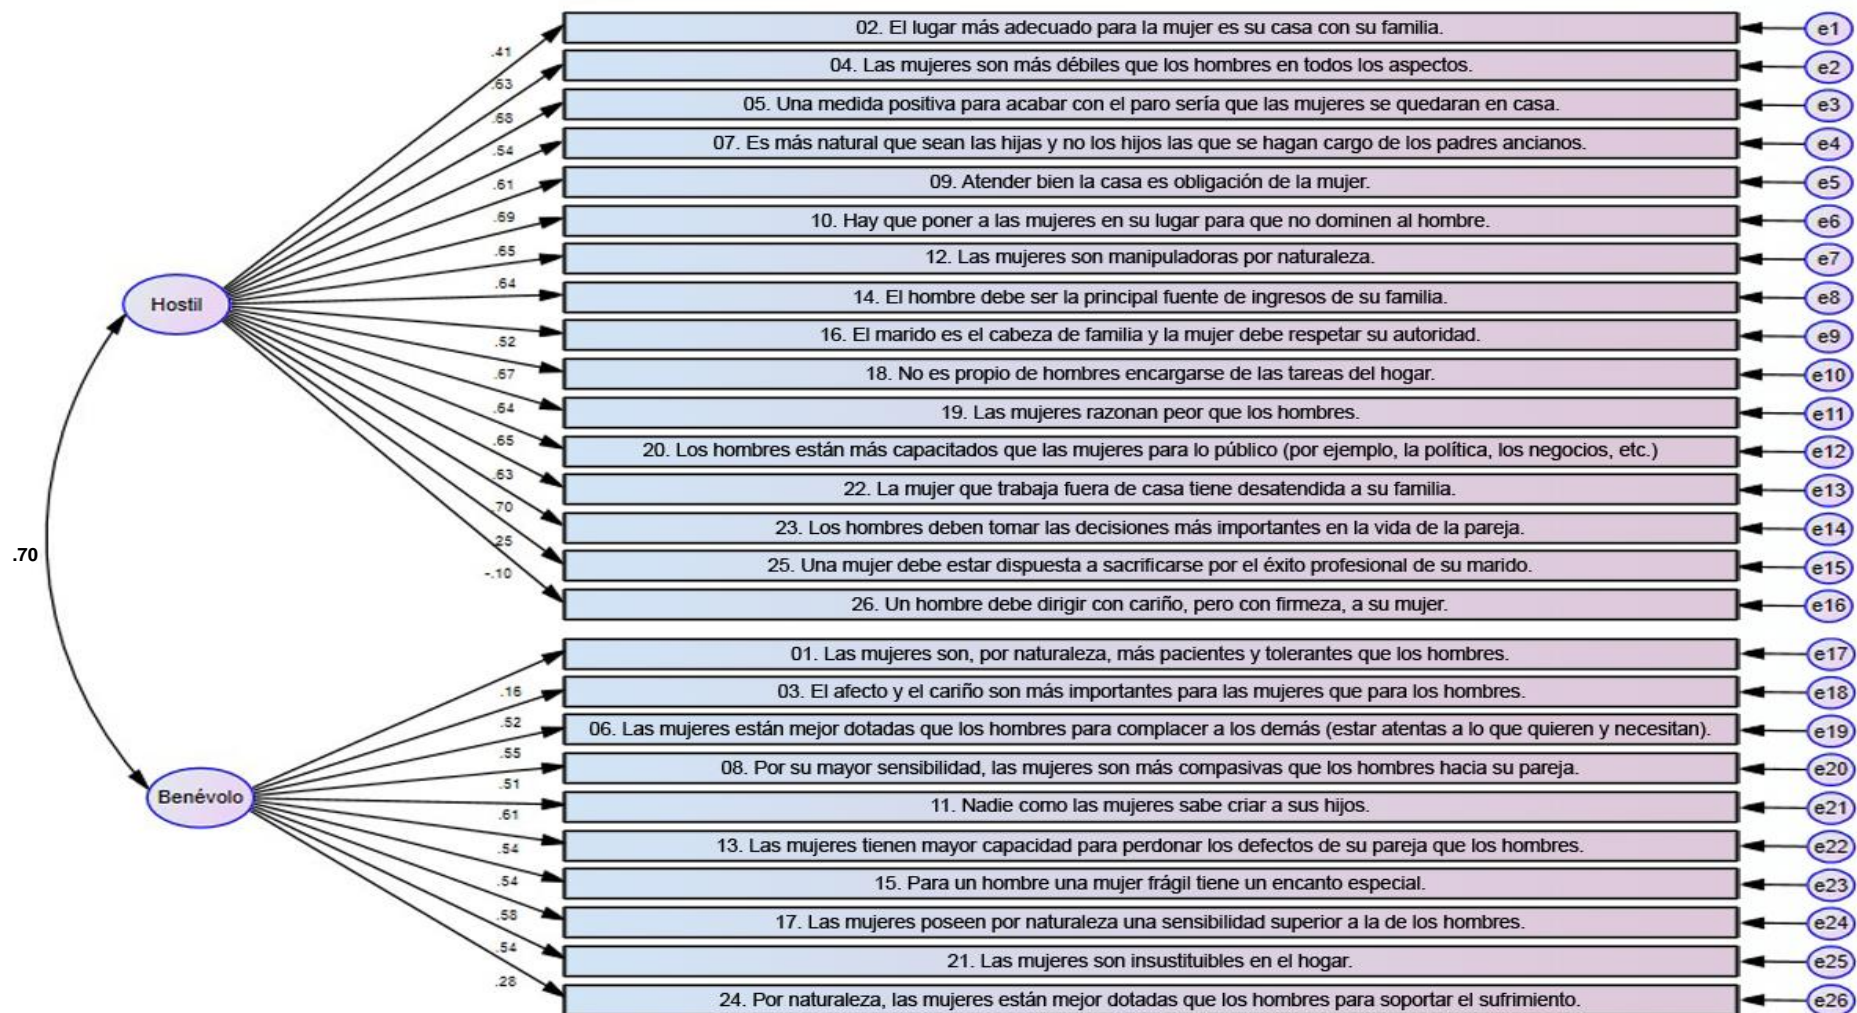 02. El lugar más adecuado para la mujer es su casa con su familia.
e1
.41
04. Las mujeres son más débiles que los hombres en todos los aspectos.
e2
.63
05. Una medida positiva para acabar con el paro sería que las mujeres se quedaran en casa.
e3
.68
07. Es más natural que sean las hijas y no los hijos las que se hagan cargo de los padres ancianos.
e4
.54
09. Atender bien la casa es obligación de la mujer.
e5
.61
10. Hay que poner a las mujeres en su lugar para que no dominen al hombre.
e6
.69
12. Las mujeres son manipuladoras por naturaleza.
e7
.65
14. El hombre debe ser la principal fuente de ingresos de su familia.
e8
.64
Hostil
16. El marido es el cabeza de familia y la mujer debe respetar su autoridad.
e9
.52
18. No es propio de hombres encargarse de las tareas del hogar.
e10
.67
19. Las mujeres razonan peor que los hombres.
e11
.64
20. Los hombres están más capacitados que las mujeres para lo público (por ejemplo, la política, los negocios, etc.)
e12
.65
22. La mujer que trabaja fuera de casa tiene desatendida a su familia.
e13
.63
23. Los hombres deben tomar las decisiones más importantes en la vida de la pareja.
e14
.70
25. Una mujer debe estar dispuesta a sacrificarse por el éxito profesional de su marido.
e15
.25
26. Un hombre debe dirigir con cariño, pero con firmeza, a su mujer.
e16
-.10
.70
01. Las mujeres son, por naturaleza, más pacientes y tolerantes que los hombres.
e17
.16
03. El afecto y el cariño son más importantes para las mujeres que para los hombres.
e18
.52
06. Las mujeres están mejor dotadas que los hombres para complacer a los demás (estar atentas a lo que quieren y necesitan).
e19
.55
08. Por su mayor sensibilidad, las mujeres son más compasivas que los hombres hacia su pareja.
e20
.51
Benévolo
11. Nadie como las mujeres sabe criar a sus hijos.
e21
.61
13. Las mujeres tienen mayor capacidad para perdonar los defectos de su pareja que los hombres.
e22
.54
15. Para un hombre una mujer frágil tiene un encanto especial.
e23
.54
17. Las mujeres poseen por naturaleza una sensibilidad superior a la de los hombres.
e24
.58
21. Las mujeres son insustituibles en el hogar.
e25
.54
24. Por naturaleza, las mujeres están mejor dotadas que los hombres para soportar el sufrimiento.
e26
.28